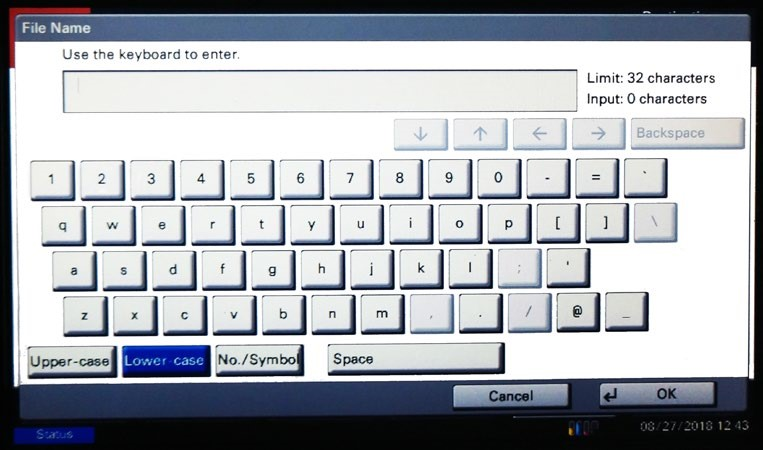 File Name
Use the keyboard to enter.
Limit: 32 characters
Input: 0 characters
↓ ↑ ← → Backspace
1 2 3 4 5 6 7 8 9 0 - = `
q w e r t y u i o p [ ] \
a s d f g h j k l ; '
z x c v b n m , . / @ _
Upper-case Lower-case No./Symbol Space
Cancel OK
Status 08/27/2018 12:43